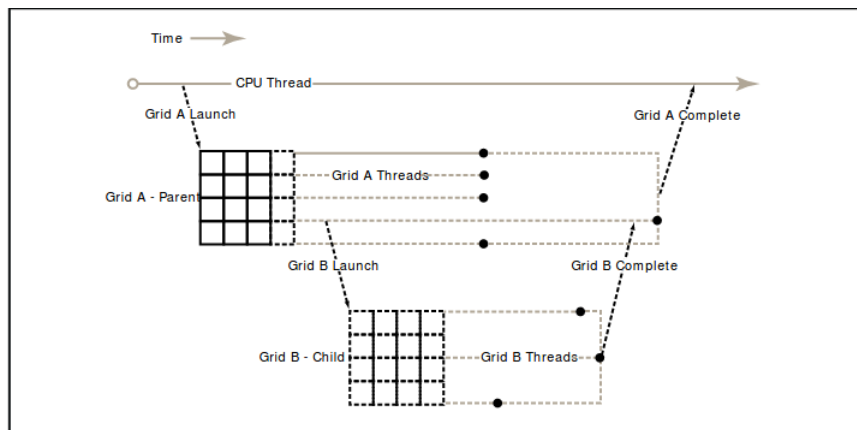 Time
CPU Thread
Grid A Launch
Grid A Complete
Grid A Threads
Grid A - Parent
Grid B Launch
Grid B Complete
Grid B - Child
Grid B Threads